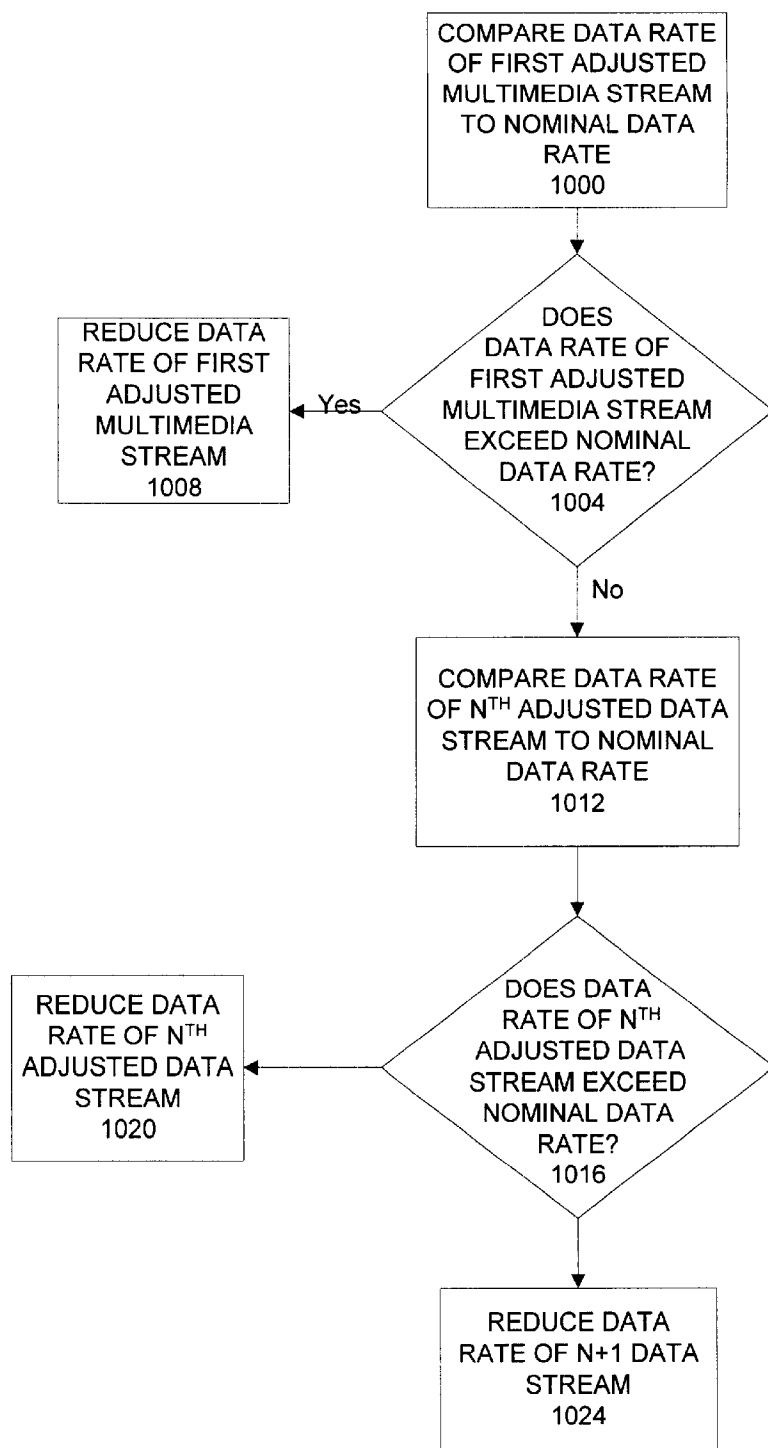 COMPARE DATA RATE
OF FIRST ADJUSTED
MULTIMEDIA STREAM
TO NOMINAL DATA
RATE
1000
DOES
DATA RATE OF
FIRST ADJUSTED
MULTIMEDIA STREAM
EXCEED NOMINAL
DATA RATE?
1004
Yes
REDUCE DATA
RATE OF FIRST
ADJUSTED
MULTIMEDIA
STREAM
1008
No
COMPARE DATA RATE
OF NTH ADJUSTED DATA
STREAM TO NOMINAL
DATA RATE
1012
DOES DATA
RATE OF NTH
ADJUSTED DATA
STREAM EXCEED
NOMINAL DATA
RATE?
1016
REDUCE DATA
RATE OF NTH
ADJUSTED DATA
STREAM
1020
REDUCE DATA
RATE OF N+1 DATA
STREAM
1024